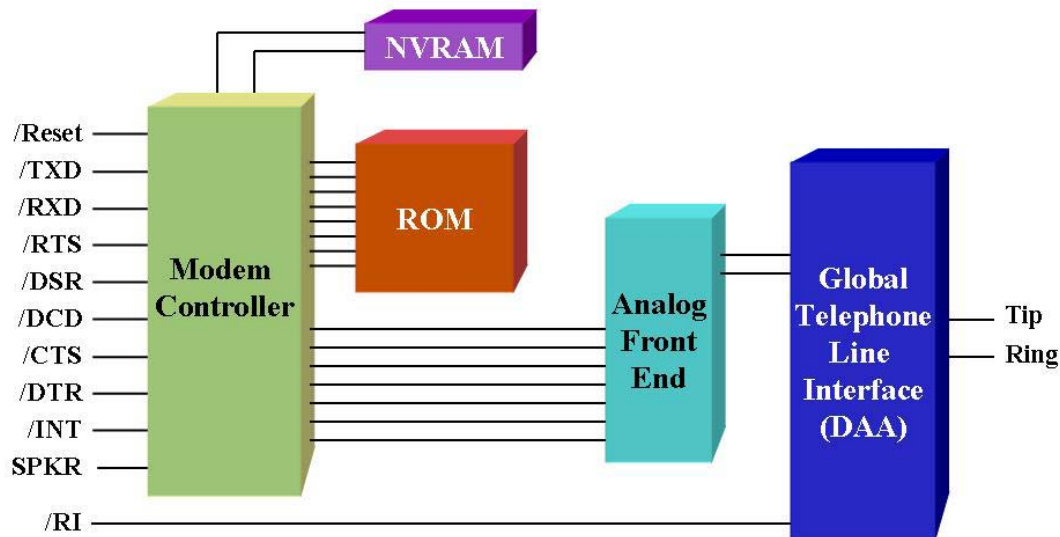 NVRAM
/Reset
/TXD
/RXD
/RTS
/DSR
/DCD
/CTS
/DTR
/INT
SPKR
/RI
Modem
Controller
ROM
Analog
Front
End
Global
Telephone
Line
Interface
(DAA)
Tip
Ring